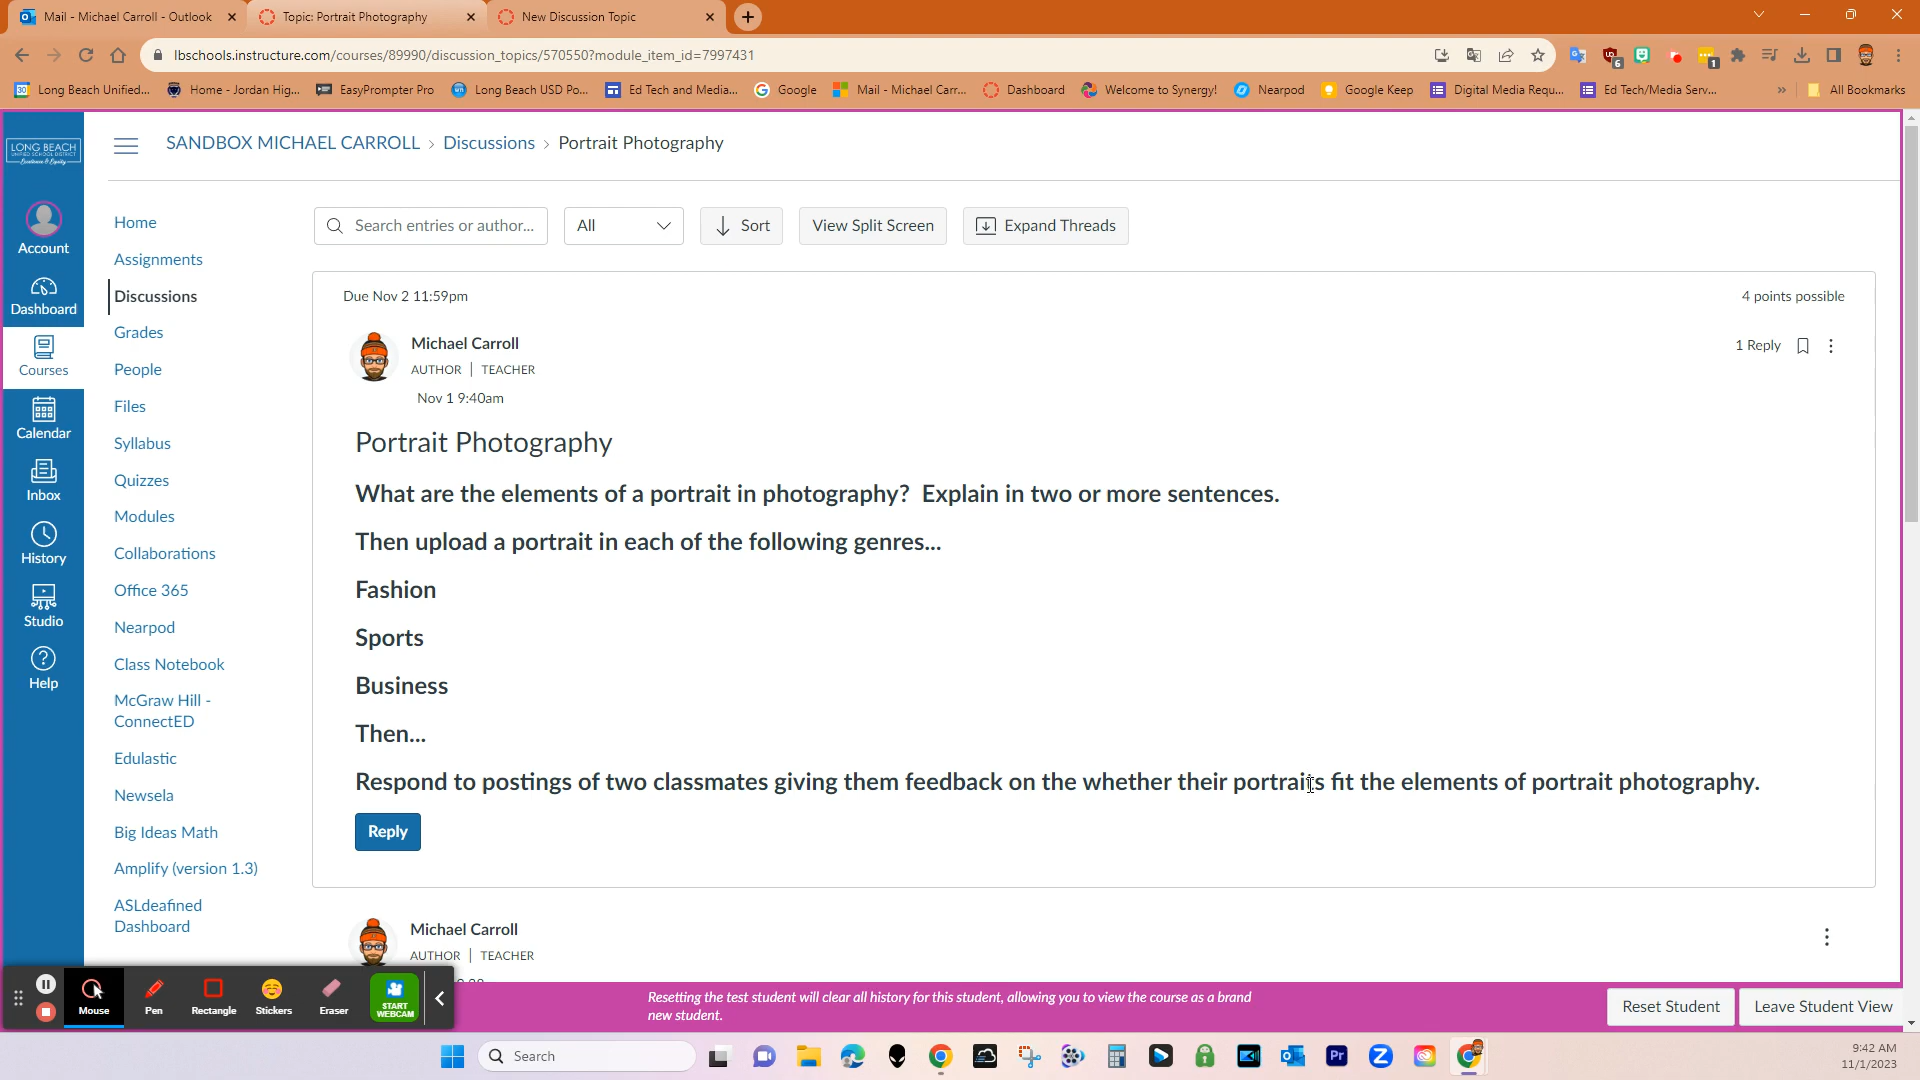 Mail - Michael Carroll - Outlook
Topic: Portrait Photography
New Discussion Topic
lbschools.instructure.com/courses/89990/discussion_topics/570550?module_item_id=7997431
6
1
30
Long Beach Unified...
Home - Jordan Hig...
EasyPrompter Pro
Long Beach USD Po...
Ed Tech and Media...
Google
Mail - Michael Carr...
Dashboard
Welcome to Synergy!
Nearpod
Google Keep
Digital Media Requ...
Ed Tech/Media Serv...
All Bookmarks
LONG BEACH
UNIFIED SCHOOL DISTRICT
Excellence & Equity
SANDBOX MICHAEL CARROLL › Discussions › Portrait Photography
Account
Dashboard
Courses
Calendar
Inbox
History
Studio
Help
Home
Assignments
Discussions
Grades
People
Files
Syllabus
Quizzes
Modules
Collaborations
Office 365
Nearpod
Class Notebook
McGraw Hill -
ConnectED
Edulastic
Newsela
Big Ideas Math
Amplify (version 1.3)
ASLdeafined
Dashboard
Search entries or author...
All
Sort
View Split Screen
Expand Threads
Due Nov 2 11:59pm
4 points possible
Michael Carroll
AUTHOR | TEACHER
Nov 1 9:40am
1 Reply
Portrait Photography
What are the elements of a portrait in photography?  Explain in two or more sentences.
Then upload a portrait in each of the following genres...
Fashion
Sports
Business
Then...
Respond to postings of two classmates giving them feedback on the whether their portraits fit the elements of portrait photography.
Reply
Michael Carroll
AUTHOR | TEACHER
Mouse
Pen
Rectangle
Stickers
Eraser
START
WEBCAM
Resetting the test student will clear all history for this student, allowing you to view the course as a brand
new student.
Reset Student
Leave Student View
Search
Pr
9:42 AM
11/1/2023